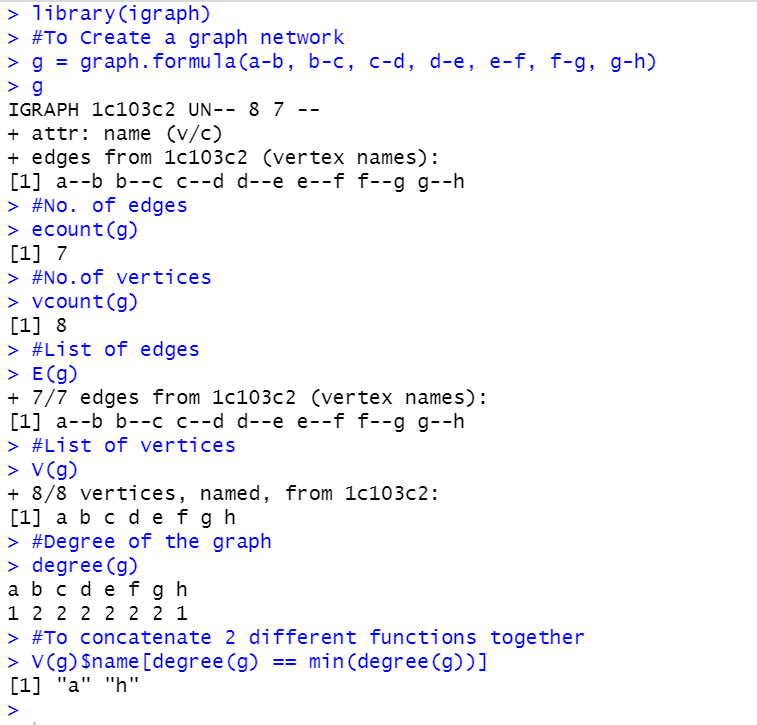 > library(igraph)
> #To Create a graph network
> g = graph.formula(a-b, b-c, c-d, d-e, e-f, f-g, g-h)
> g
IGRAPH 1c103c2 UN-- 8 7 --
+ attr: name (v/c)
+ edges from 1c103c2 (vertex names):
[1] a--b b--c c--d d--e e--f f--g g--h
> #No. of edges
> ecount(g)
[1] 7
> #No.of vertices
> vcount(g)
[1] 8
> #List of edges
> E(g)
+ 7/7 edges from 1c103c2 (vertex names):
[1] a--b b--c c--d d--e e--f f--g g--h
> #List of vertices
> V(g)
+ 8/8 vertices, named, from 1c103c2:
[1] a b c d e f g h
> #Degree of the graph
> degree(g)
a b c d e f g h
1 2 2 2 2 2 2 1
> #To concatenate 2 different functions together
> V(g)$name[degree(g) == min(degree(g))]
[1] "a" "h"
>